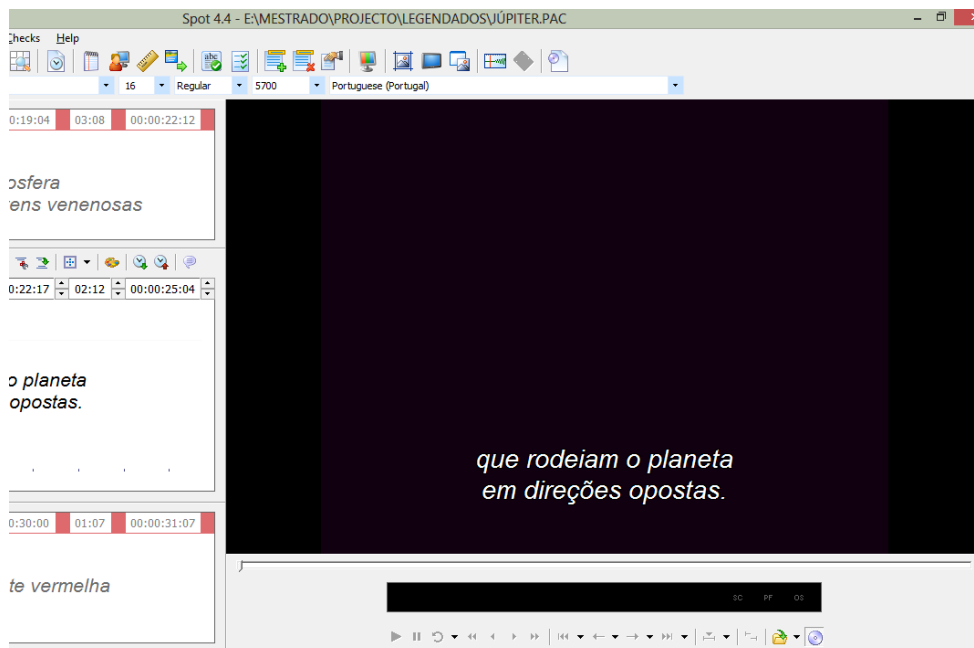 Spot 4.4 - E:\MESTRADO\PROJECTO\LEGENDADOS\JÚPITER.PAC
Checks Help
abc
16 Regular 5700 Portuguese (Portugal)
0:19:04 03:08 00:00:22:12
osfera
ens venenosas
0:22:17 02:12 00:00:25:04
o planeta
opostas.
que rodeiam o planeta
em direções opostas.
0:30:00 01:07 00:00:31:07
te vermelha
SC PF OS